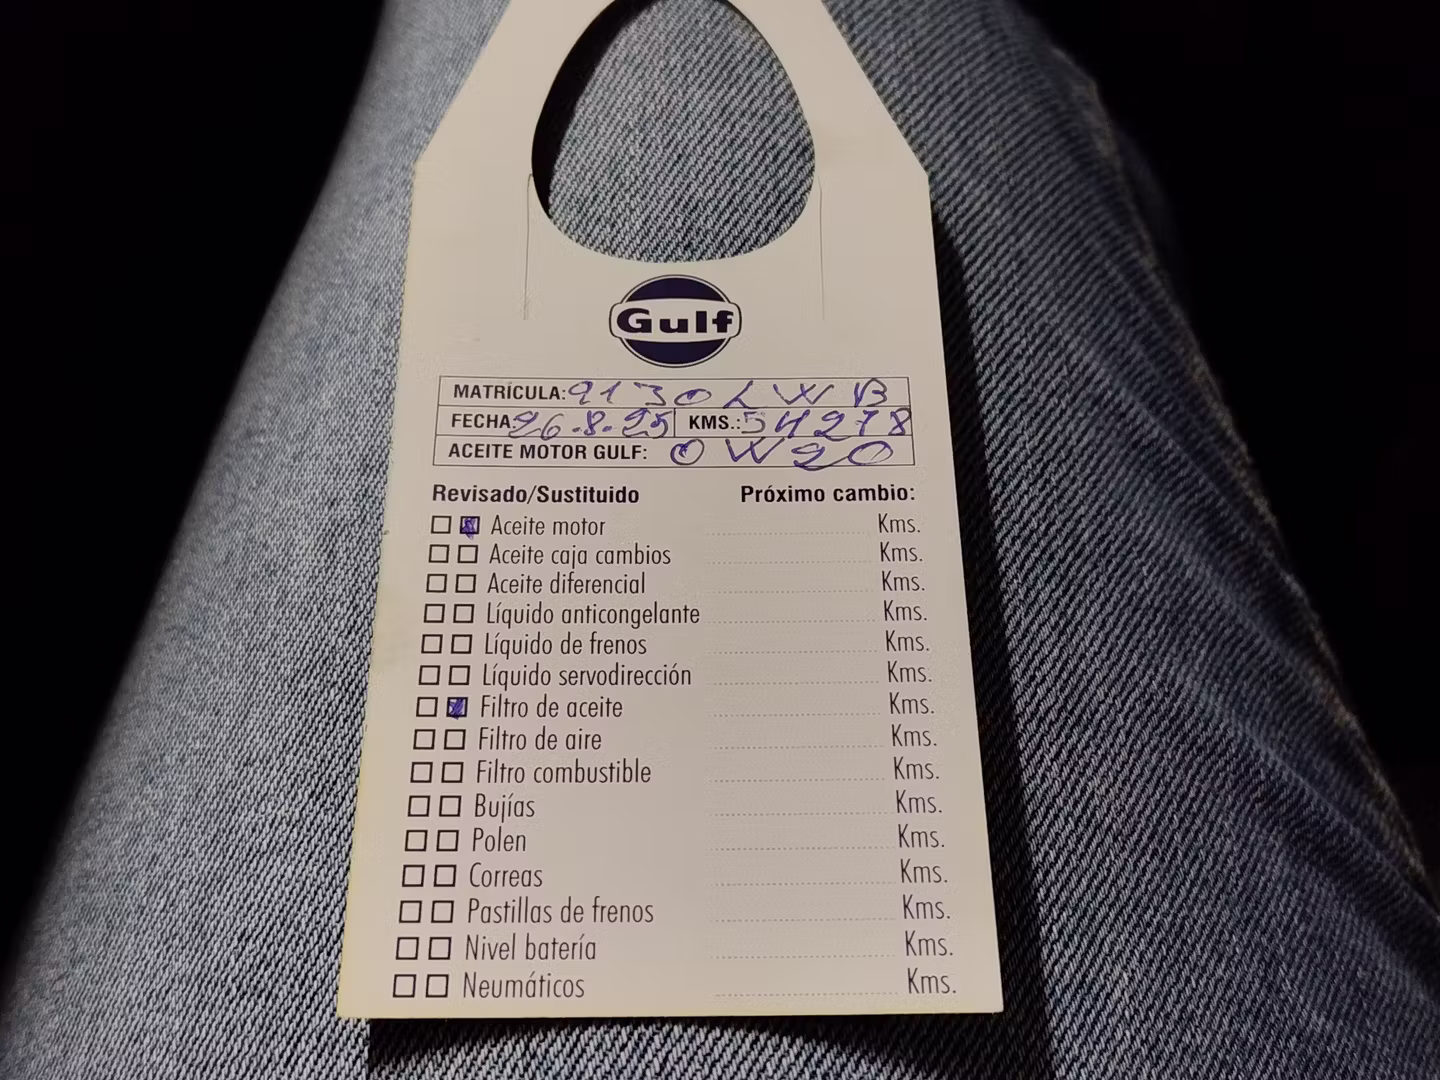 Gulf
MATRÍCULA: 9130LWB
FECHA: 26.8.25 KMS.: 54278
ACEITE MOTOR GULF: 0W20
Revisado/Sustituido Próximo cambio:
Aceite motor Kms.
Aceite caja cambios Kms.
Aceite diferencial Kms.
Líquido anticongelante Kms.
Líquido de frenos Kms.
Líquido servodirección Kms.
Filtro de aceite Kms.
Filtro de aire Kms.
Filtro combustible Kms.
Bujías Kms.
Polen Kms.
Correas Kms.
Pastillas de frenos Kms.
Nivel batería Kms.
Neumáticos Kms.